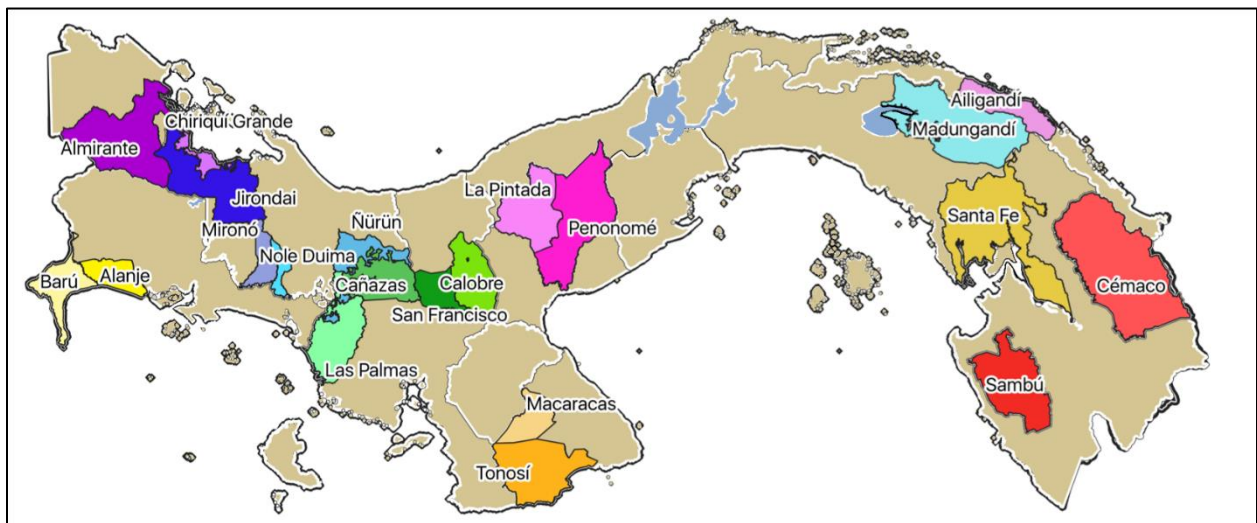 Chiriquí Grande
Almirante
Jirondai
Mironó
Ñürün
Nole Duima
Barú
Alanje
Cañazas
Calobre
San Francisco
Las Palmas
La Pintada
Penonomé
Macaracas
Tonosí
Ailigandí
Madungandí
Santa Fe
Cémaco
Sambú